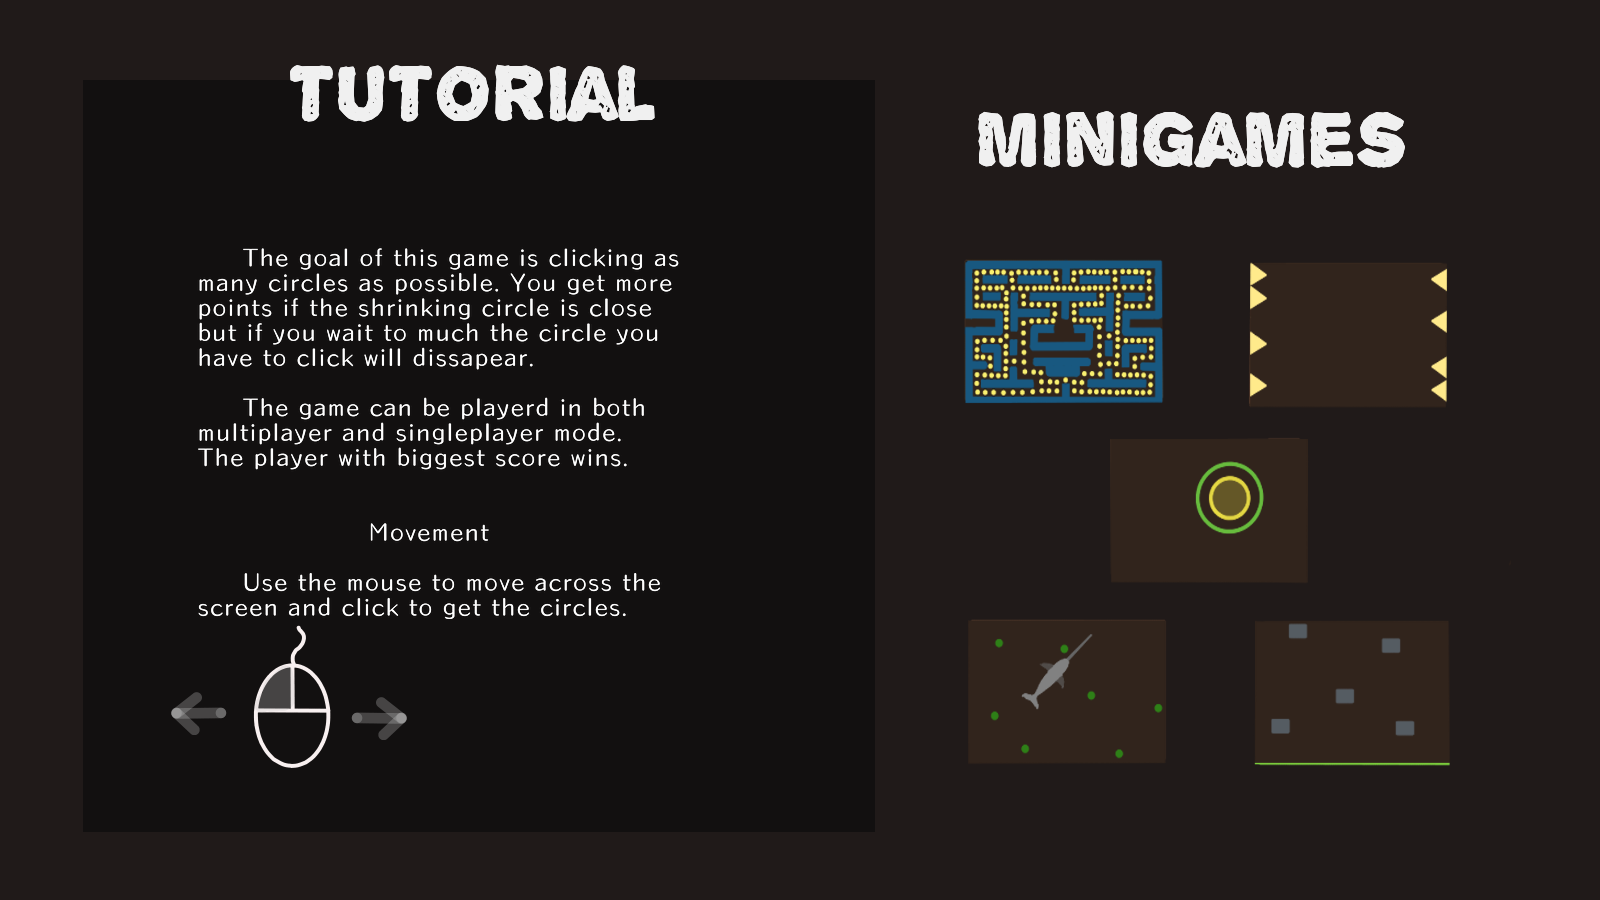 TUTORIAL
The goal of this game is clicking as
many circles as possible. You get more
points if the shrinking circle is close
but if you wait to much the circle you
have to click will dissapear.
The game can be playerd in both
multiplayer and singleplayer mode.
The player with biggest score wins.
Movement
Use the mouse to move across the
screen and click to get the circles.
MINIGAMES